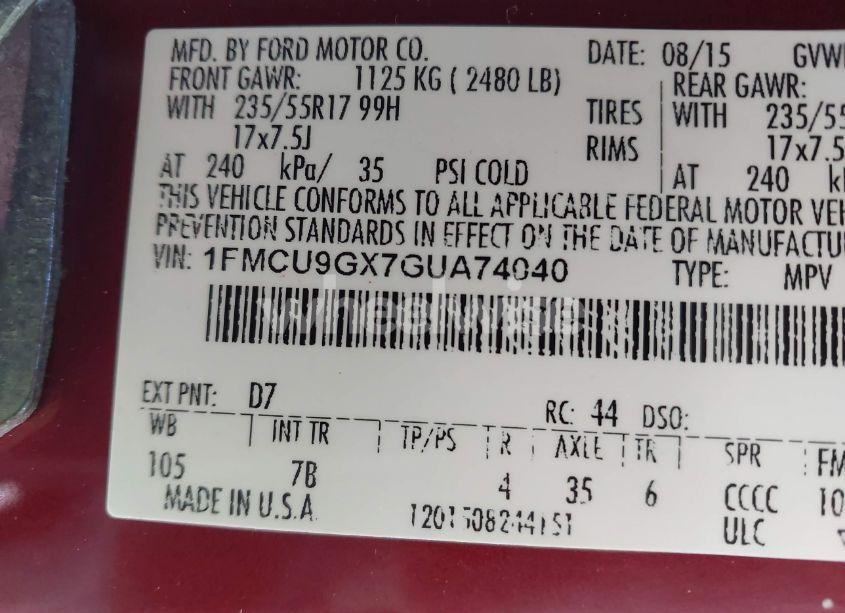 MFD. BY FORD MOTOR CO. DATE: 08/15
FRONT GAWR: 1125 KG ( 2480 LB) REAR GAWR:
WITH 235/55R17 99H TIRES WITH 235/55
17x7.5J RIMS 17x7.5
AT 240 kPa/ 35 PSI COLD AT 240
THIS VEHICLE CONFORMS TO ALL APPLICABLE FEDERAL MOTOR VEH
PREVENTION STANDARDS IN EFFECT ON THE DATE OF MANUFACTU
VIN: 1FMCU9GX7GUA74040 TYPE: MPV
wheelwise
EXT PNT: D7 RC: 44 DSO:
WB INT TR TP/PS R AXLE TR SPR FM
105 7B 4 35 6 CCCC 10
MADE IN U.S.A. ULC